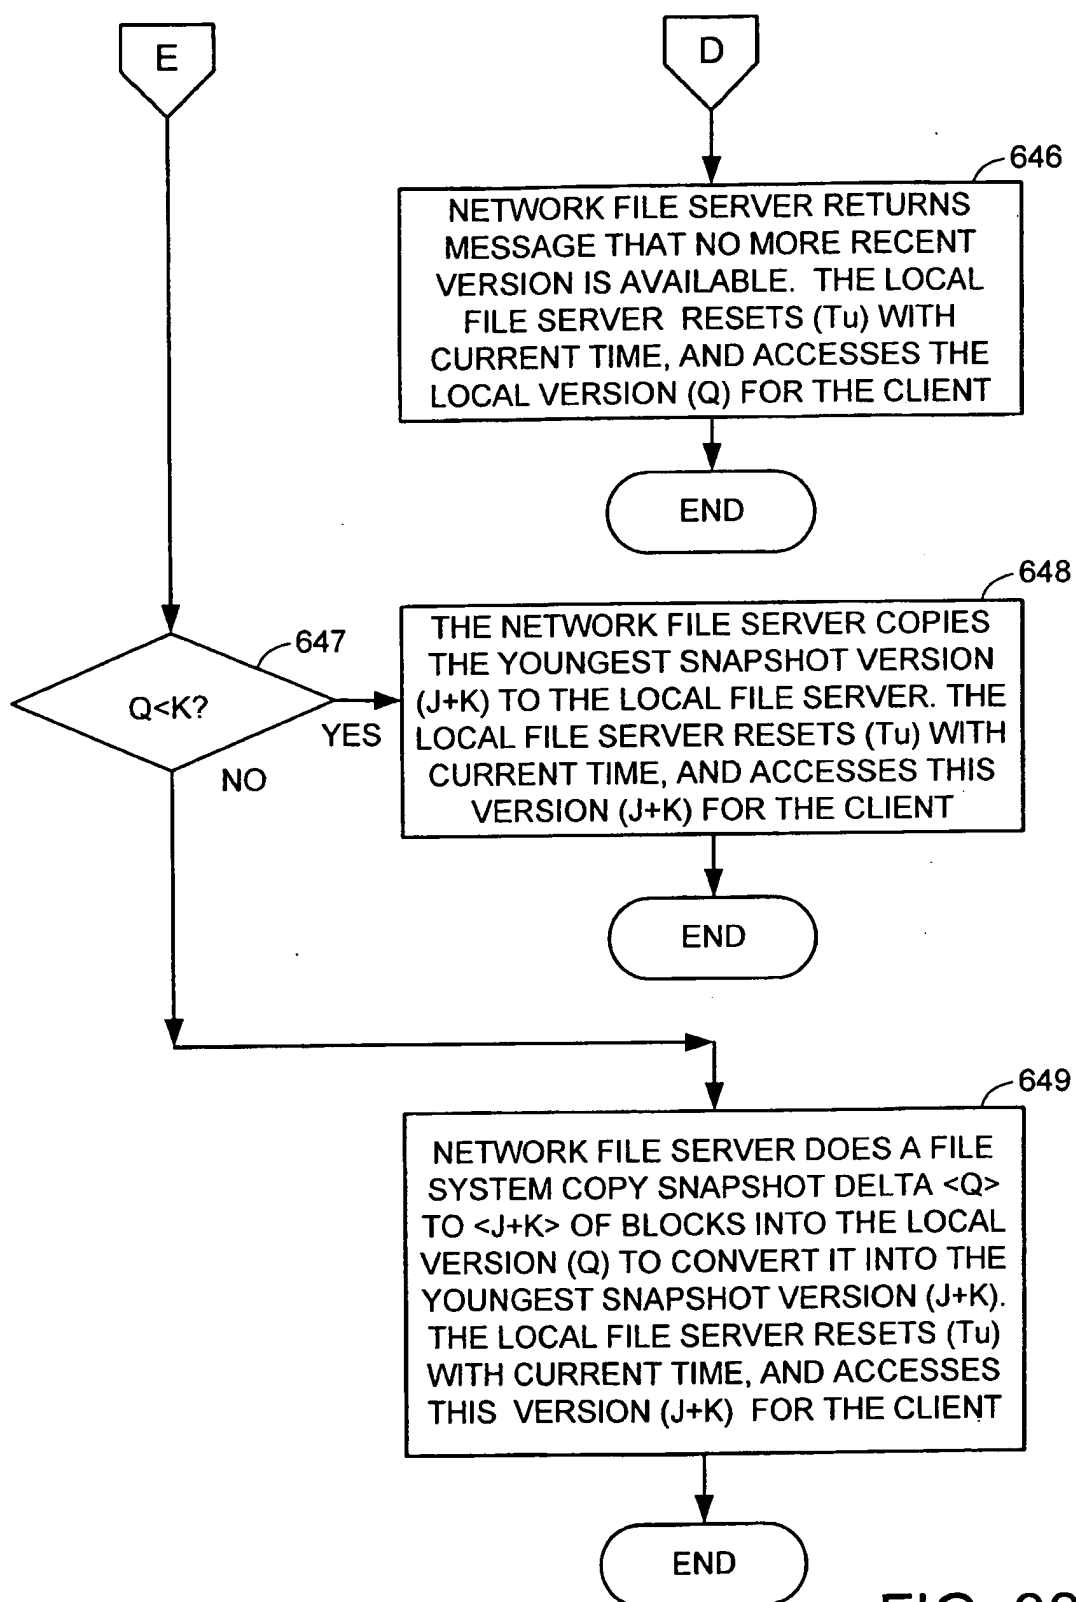 E
D
646
NETWORK FILE SERVER RETURNS
MESSAGE THAT NO MORE RECENT
VERSION IS AVAILABLE. THE LOCAL
FILE SERVER RESETS (Tu) WITH
CURRENT TIME, AND ACCESSES THE
LOCAL VERSION (Q) FOR THE CLIENT
END
648
647
THE NETWORK FILE SERVER COPIES
THE YOUNGEST SNAPSHOT VERSION
(J+K) TO THE LOCAL FILE SERVER. THE
LOCAL FILE SERVER RESETS (Tu) WITH
CURRENT TIME, AND ACCESSES THIS
VERSION (J+K) FOR THE CLIENT
Q<K?
YES
NO
END
649
NETWORK FILE SERVER DOES A FILE
SYSTEM COPY SNAPSHOT DELTA <Q>
TO <J+K> OF BLOCKS INTO THE LOCAL
VERSION (Q) TO CONVERT IT INTO THE
YOUNGEST SNAPSHOT VERSION (J+K).
THE LOCAL FILE SERVER RESETS (Tu)
WITH CURRENT TIME, AND ACCESSES
THIS VERSION (J+K) FOR THE CLIENT
END